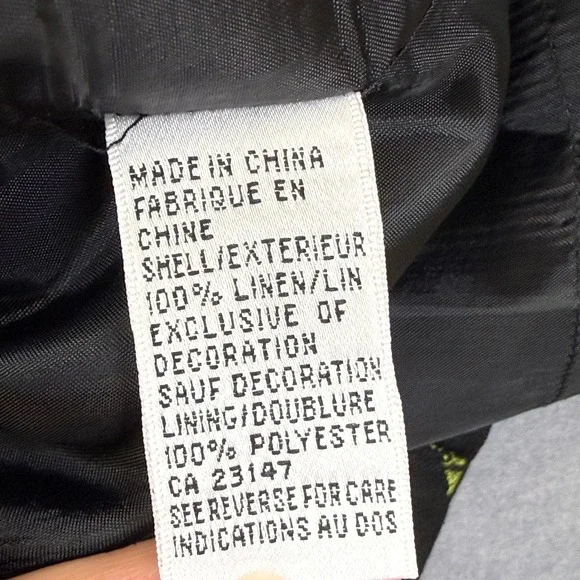 MADE IN CHINA
FABRIQUE EN
CHINE
SHELL/EXTERIEUR
100% LINEN/LIN
EXCLUSIVE OF
DECORATION
SAUF DECORATION
LINING/DOUBLURE
100% POLYESTER
CA 23147
SEE REVERSE FOR CARE
INDICATIONS AU DOS